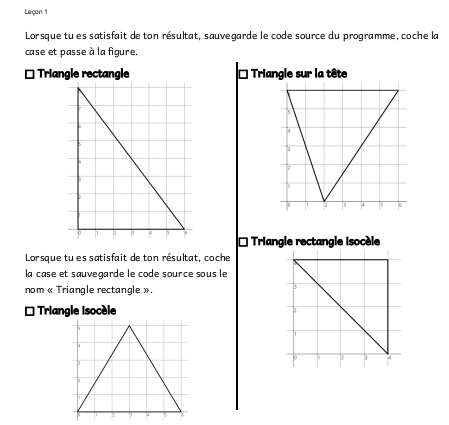 Leçon 1
Lorsque tu es satisfait de ton résultat, sauvegarde le code source du programme, coche la
case et passe à la figure.
Triangle rectangle
Lorsque tu es satisfait de ton résultat, coche
la case et sauvegarde le code source sous le
nom « Triangle rectangle ».
Triangle isocèle
Triangle sur la tête
Triangle rectangle isocèle